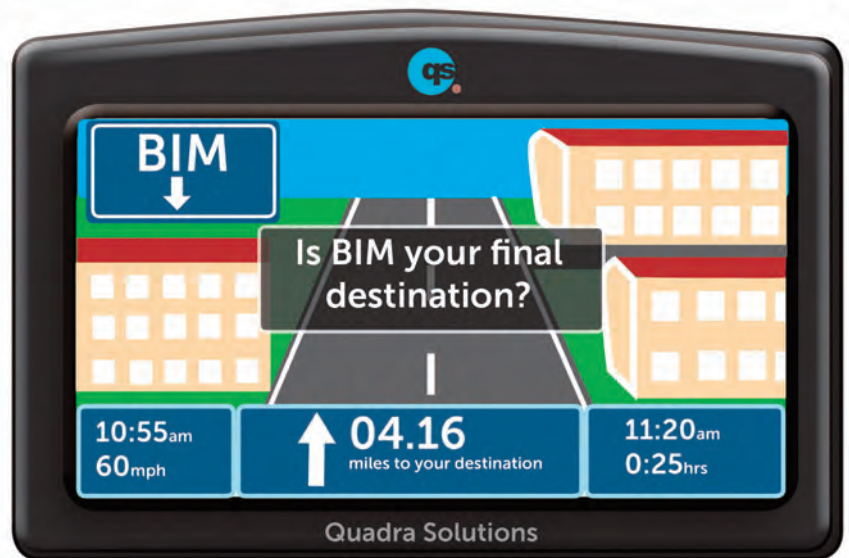 qs.
BIM
Is BIM your final
destination?
10:55am
60mph
04.16
miles to your destination
11:20am
0:25hrs
Quadra Solutions